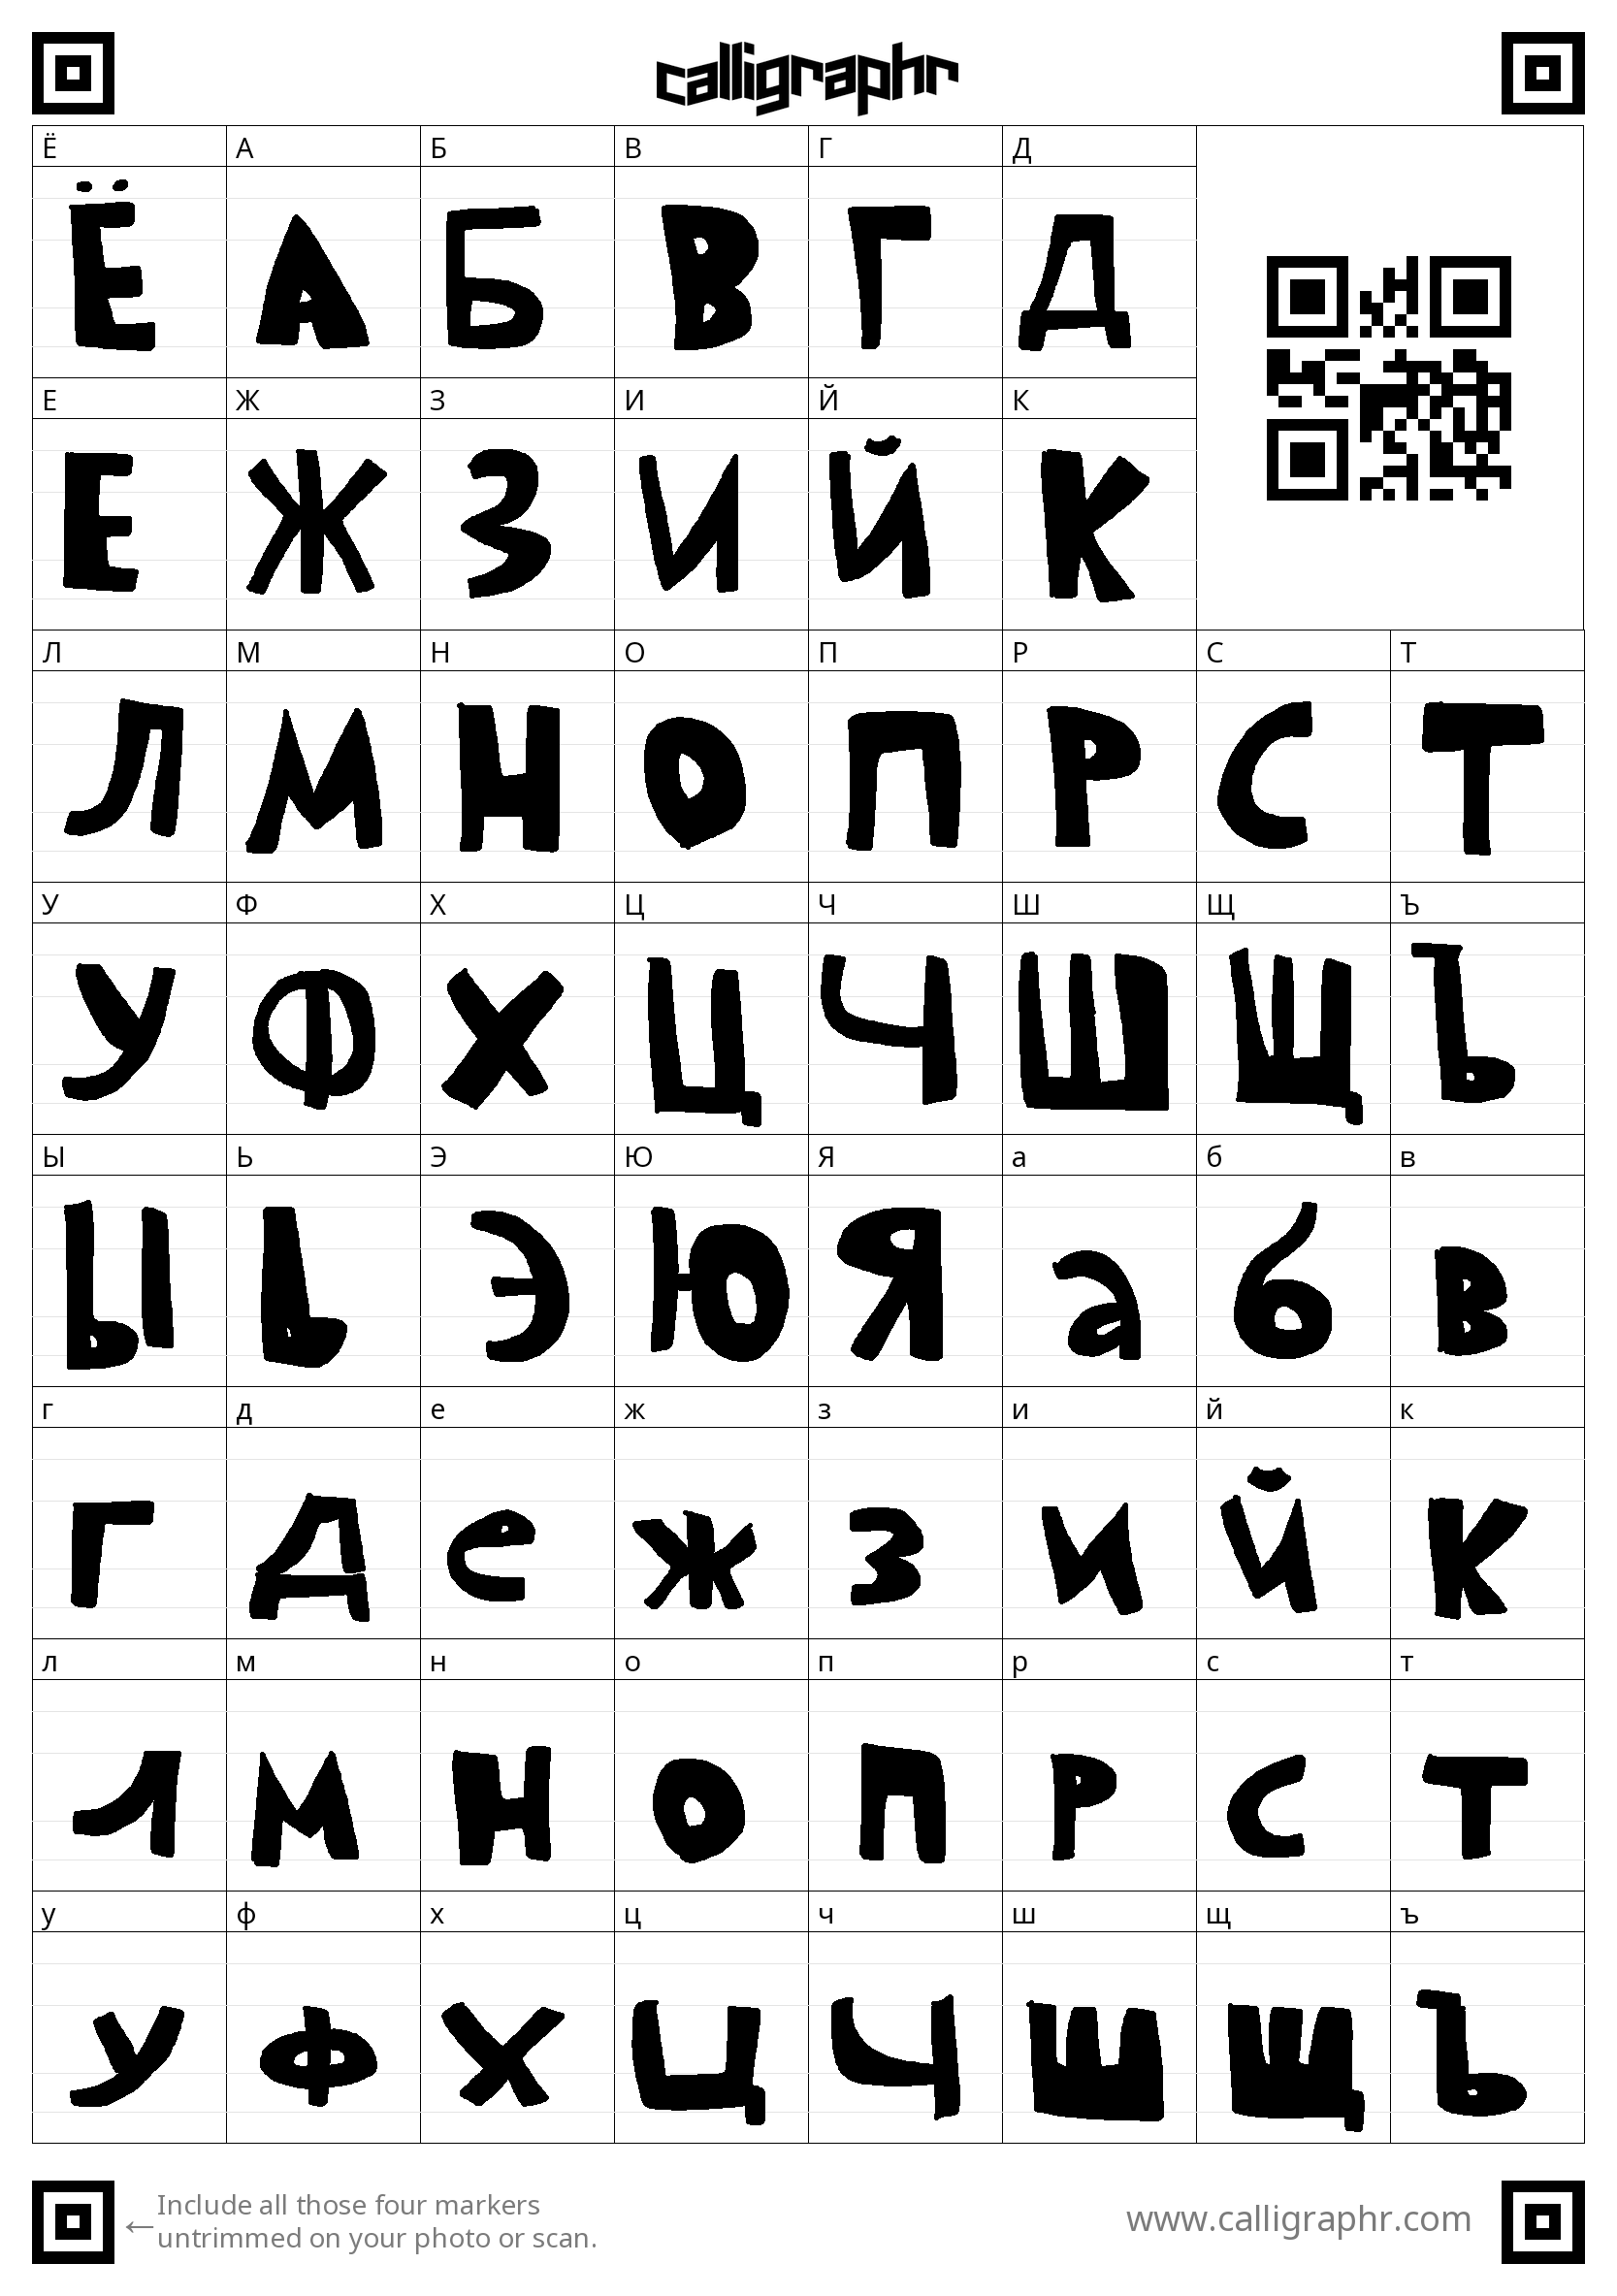 calligraphr
Ё А Б В Г Д
Ё А Б В Г Д
Е Ж З И Й К
Е Ж З И Й К
Л М Н О П Р С Т
Л М Н О П Р С Т
У Ф Х Ц Ч Ш Щ Ъ
У Ф Х Ц Ч Ш Щ Ъ
Ы Ь Э Ю Я а б в
Ы Ь Э Ю Я а б в
г д е ж з и й к
г д е ж з и й к
л м н о п р с т
л м н о п р с т
у ф х ц ч ш щ ъ
у ф х ц ч ш щ ъ
←Include all those four markers
untrimmed on your photo or scan.
www.calligraphr.com